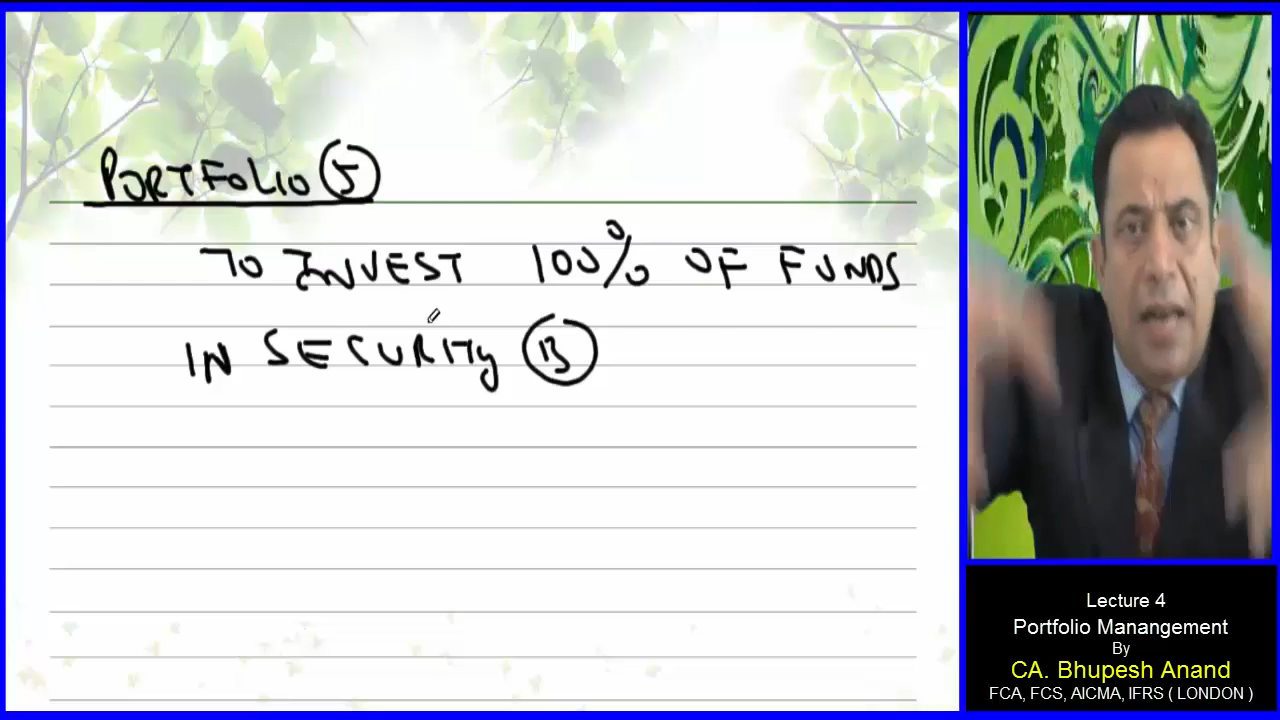 PORTFOLIO 5
TO INVEST 100% OF FUNDS
IN SECURITY B
Lecture 4
Portfolio Manangement
By
CA. Bhupesh Anand
FCA, FCS, AICMA, IFRS ( LONDON )